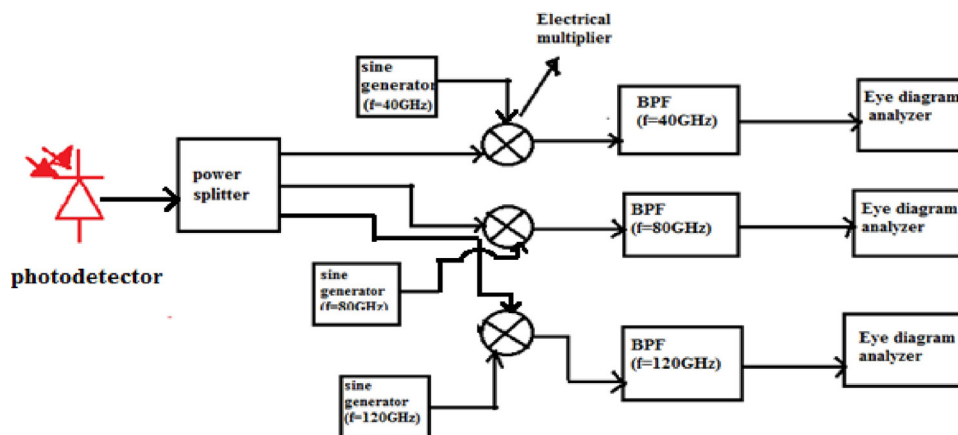 Electrical
multiplier
sine
generator
(f=40GHz)
BPF
(f=40GHz)
Eye diagram
analyzer
power
splitter
photodetector
BPF
(f=80GHz)
Eye diagram
analyzer
sine
generator
(f=80GHz)
BPF
(f=120GHz)
Eye diagram
analyzer
sine
generator
(f=120GHz)